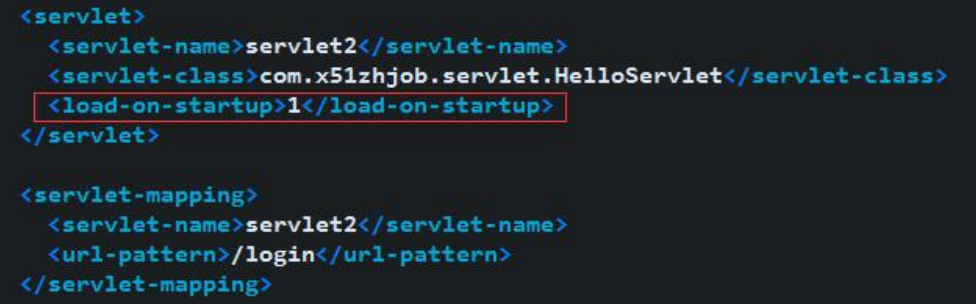 <servlet>
<servlet-name>servlet2</servlet-name>
<servlet-class>com.x51zhjob.servlet.HelloServlet</servlet-class>
<load-on-startup>1</load-on-startup>
</servlet>
<servlet-mapping>
<servlet-name>servlet2</servlet-name>
<url-pattern>/login</url-pattern>
</servlet-mapping>